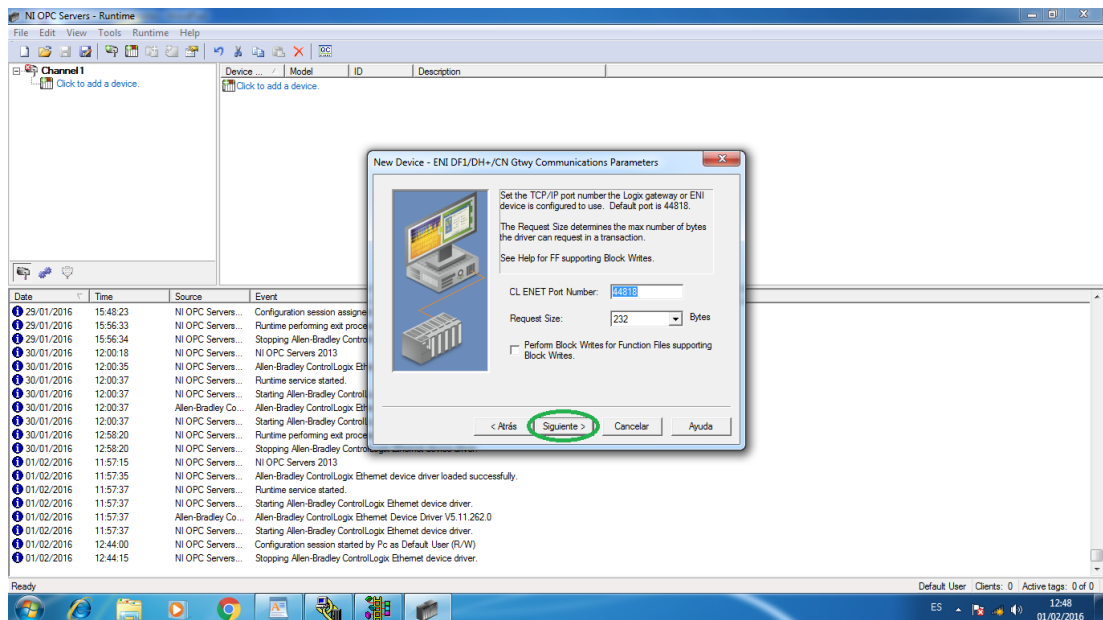 NI OPC Servers - Runtime
File Edit View Tools Runtime Help
Channel1
Click to add a device.
Device ... Model ID Description
Click to add a device.
New Device - ENI DF1/DH+/CN Gtwy Communications Parameters
Set the TCP/IP port number the Logix gateway or ENI
device is configured to use. Default port is 44818.
The Request Size determines the max number of bytes
the driver can request in a transaction.
See Help for FF supporting Block Writes.
CL ENET Port Number: 44818
Request Size: 232 Bytes
Perform Block Writes for Function Files supporting
Block Writes.
< Atrás Siguiente > Cancelar Ayuda
Date Time Source Event
29/01/2016 15:48:23 NI OPC Servers... Configuration session assigne
29/01/2016 15:56:33 NI OPC Servers... Runtime performing exit proce
29/01/2016 15:56:34 NI OPC Servers... Stopping Allen-Bradley Contro
30/01/2016 12:00:18 NI OPC Servers... NI OPC Servers 2013
30/01/2016 12:00:35 NI OPC Servers... Allen-Bradley ControlLogix Eth
30/01/2016 12:00:37 NI OPC Servers... Runtime service started.
30/01/2016 12:00:37 NI OPC Servers... Starting Allen-Bradley Controll
30/01/2016 12:00:37 Allen-Bradley Co... Allen-Bradley ControlLogix Eth
30/01/2016 12:00:37 NI OPC Servers... Starting Allen-Bradley Controll
30/01/2016 12:58:20 NI OPC Servers... Runtime performing exit proce
30/01/2016 12:58:20 NI OPC Servers... Stopping Allen-Bradley ControlLogix Ethernet device driver.
01/02/2016 11:57:15 NI OPC Servers... NI OPC Servers 2013
01/02/2016 11:57:35 NI OPC Servers... Allen-Bradley ControlLogix Ethernet device driver loaded successfully.
01/02/2016 11:57:37 NI OPC Servers... Runtime service started.
01/02/2016 11:57:37 NI OPC Servers... Starting Allen-Bradley ControlLogix Ethernet device driver.
01/02/2016 11:57:37 Allen-Bradley Co... Allen-Bradley ControlLogix Ethernet Device Driver V5.11.262.0
01/02/2016 11:57:37 NI OPC Servers... Starting Allen-Bradley ControlLogix Ethernet device driver.
01/02/2016 12:44:00 NI OPC Servers... Configuration session started by Pc as Default User (R/W)
01/02/2016 12:44:15 NI OPC Servers... Stopping Allen-Bradley ControlLogix Ethernet device driver.
Ready Default User Clients: 0 Active tags: 0 of 0
ES 12:48
01/02/2016